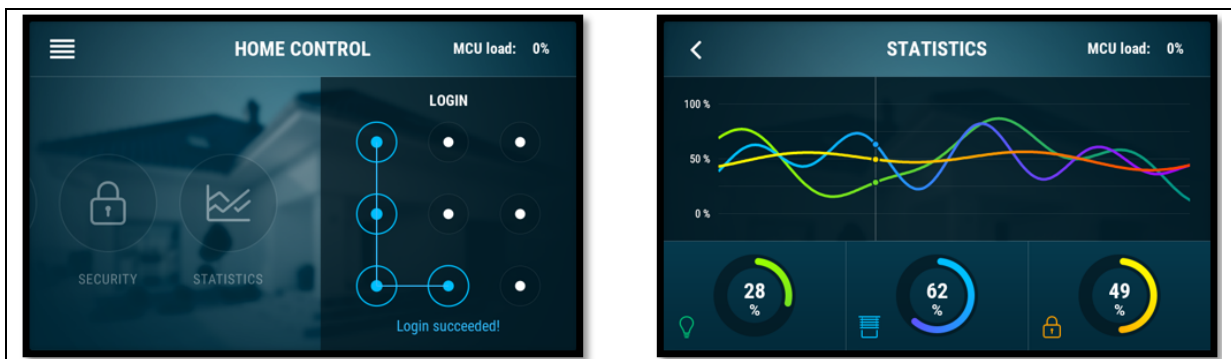 HOME CONTROL MCU load: 0%
LOGIN
SECURITY STATISTICS
Login succeeded!
STATISTICS MCU load: 0%
100 %
50 %
0 %
28 %
62 %
49 %